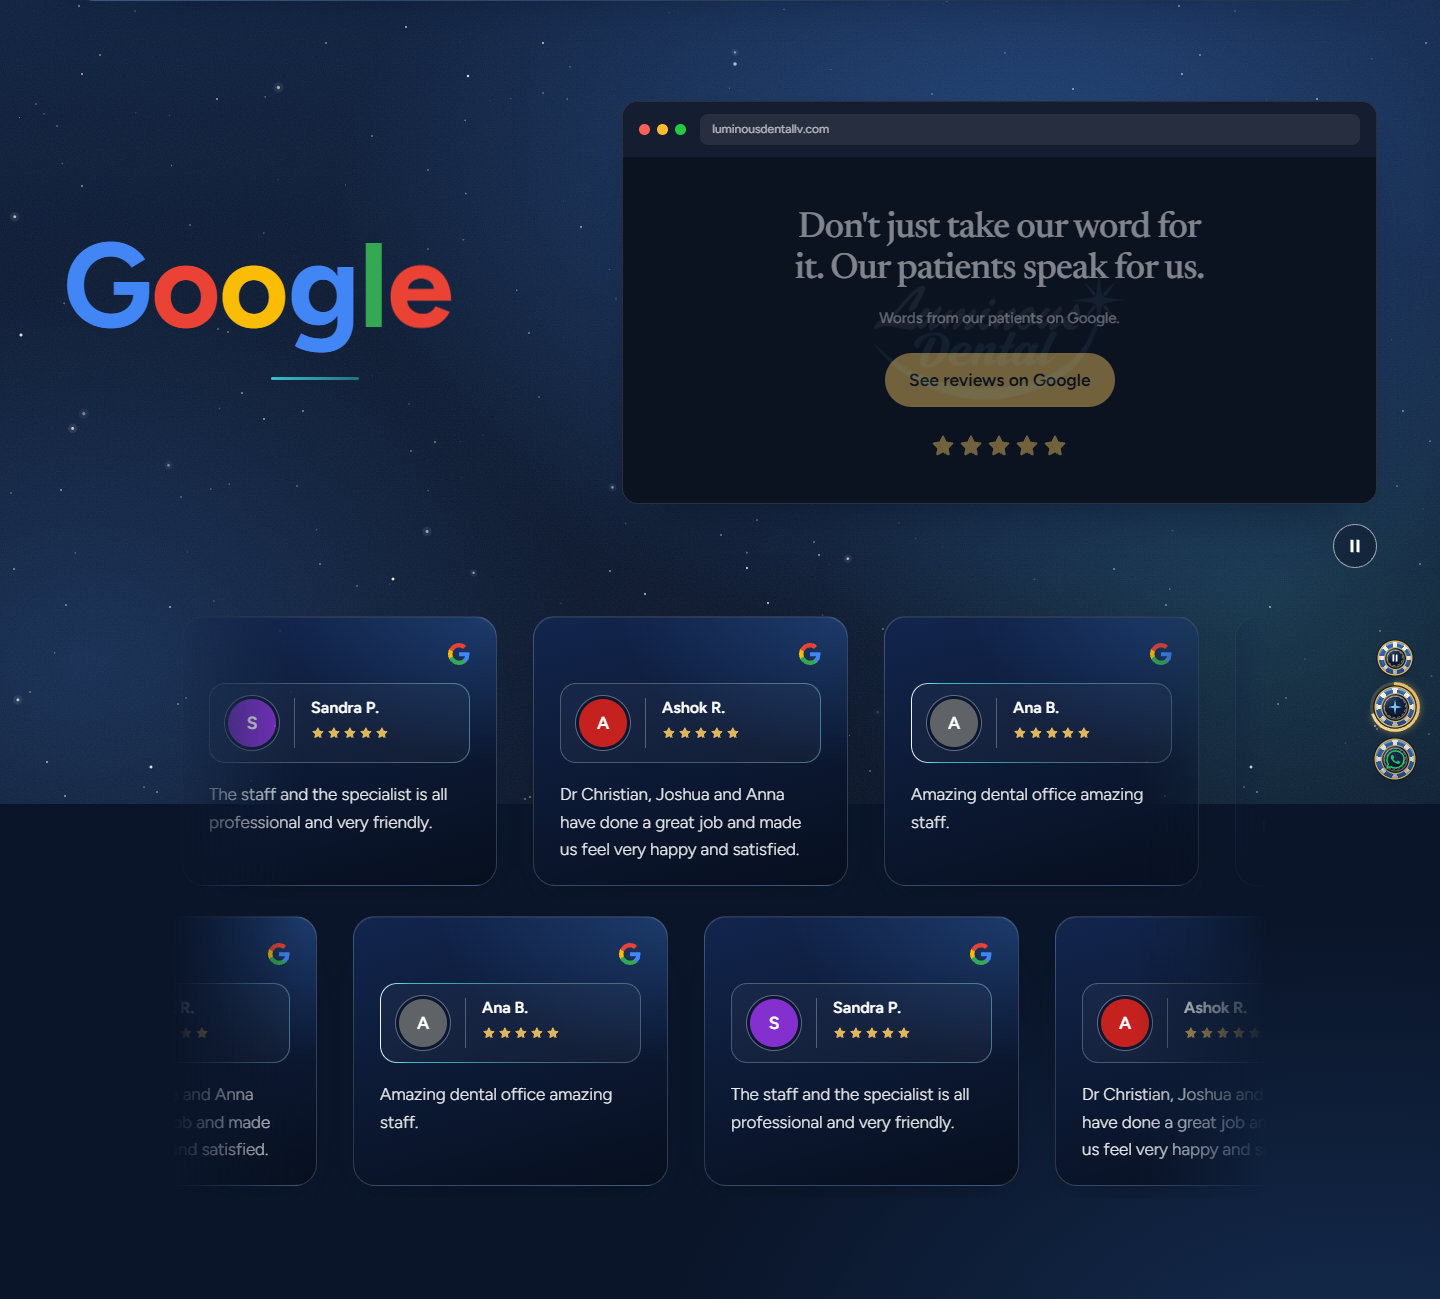 luminousdentallv.com
Google
Don't just take our word for
it. Our patients speak for us.
Luminous
Dental
Words from our patients on Google.
See reviews on Google
S
Sandra P.
The staff and the specialist is all
professional and very friendly.
A
Ashok R.
Dr Christian, Joshua and Anna
have done a great job and made
us feel very happy and satisfied.
A
Ana B.
Amazing dental office amazing
staff.
R.
and Anna
and made
satisfied.
A
Ana B.
Amazing dental office amazing
staff.
S
Sandra P.
The staff and the specialist is all
professional and very friendly.
A
Ashok R.
Dr Christian, Joshua and
have done a great job
us feel very happy and